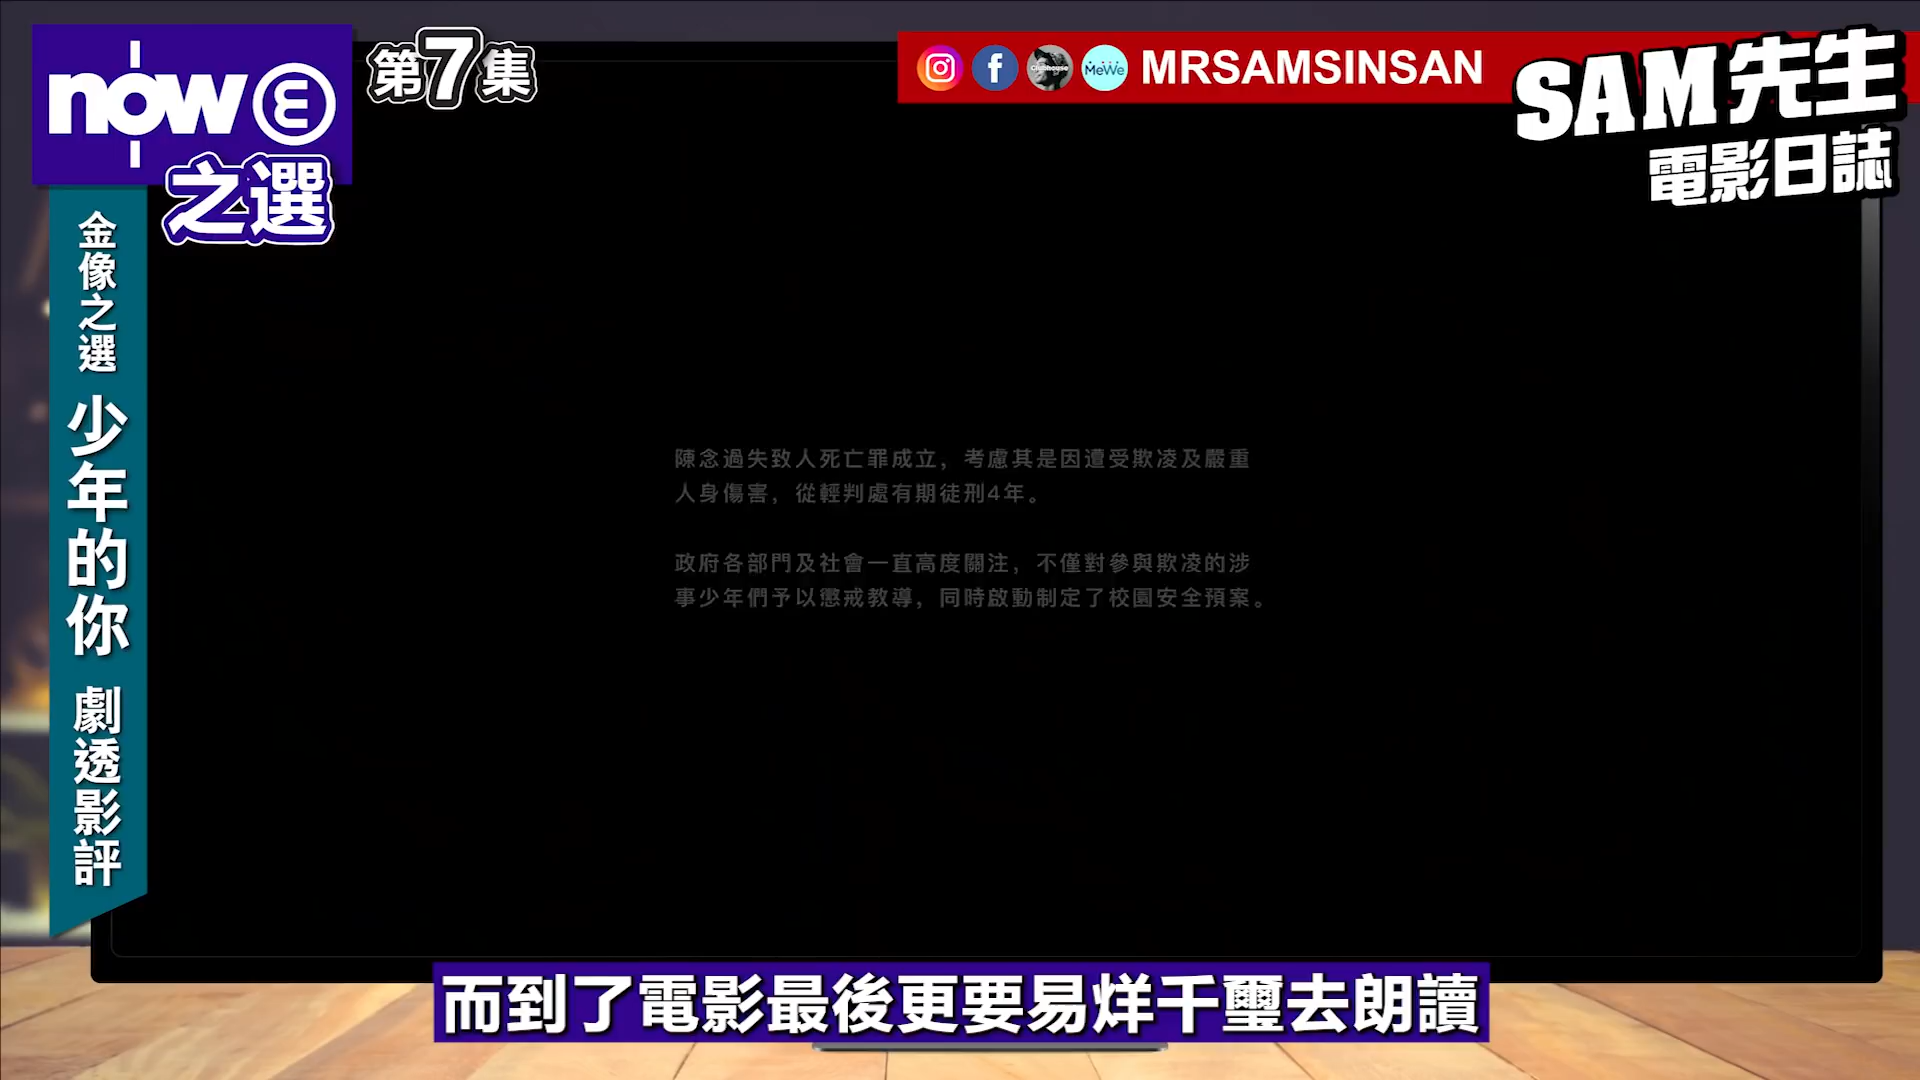 now E
之選
第7集
MRSAMSINSAN
clubhouse
MeWe
SAM先生
電影日誌
金像之選 少年的你 劇透影評
陳念過失致人死亡罪成立，考慮其是因遭受欺凌及嚴重
人身傷害，從輕判處有期徒刑4年。
政府各部門及社會一直高度關注，不僅對參與欺凌的涉
事少年們予以懲戒教導，同時啟動制定了校園安全預案。
而到了電影最後更要易烊千璽去朗讀